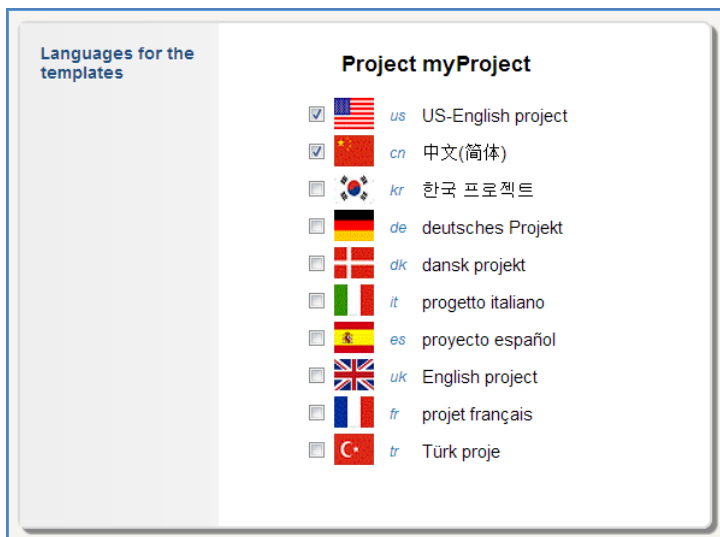 Languages for the
templates
Project myProject
us US-English project
cn 中文(简体)
kr 한국 프로젝트
de deutsches Projekt
dk dansk projekt
it progetto italiano
es proyecto español
uk English project
fr projet français
tr Türk proje